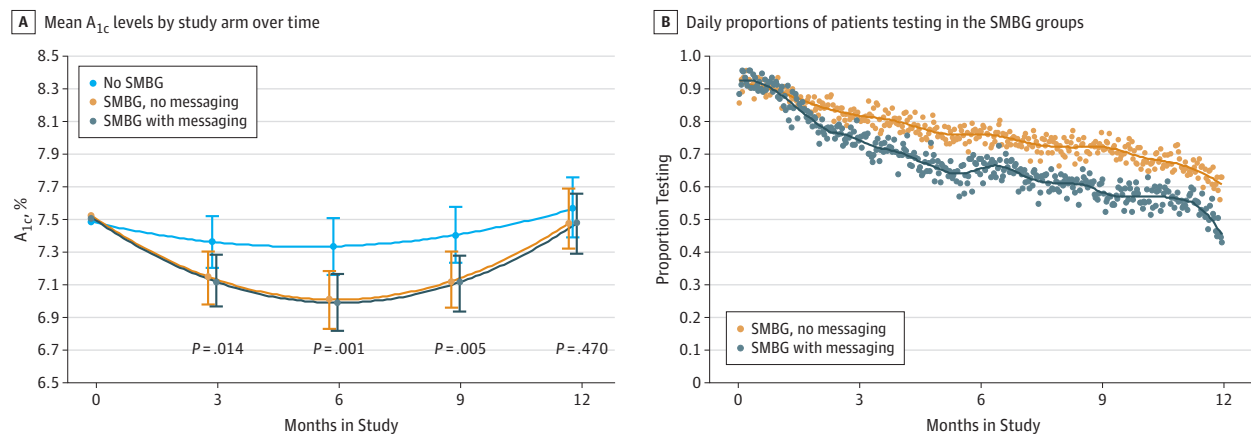 A Mean A1c levels by study arm over time
8.5
8.3
8.1
7.9
7.7
7.5
7.3
7.1
6.9
6.7
6.5
A1c, %
No SMBG
SMBG, no messaging
SMBG with messaging
P = .014
P = .001
P = .005
P = .470
0
3
6
9
12
Months in Study
B Daily proportions of patients testing in the SMBG groups
1.0
0.9
0.8
0.7
0.6
0.5
0.4
0.3
0.2
0.1
0
Proportion Testing
SMBG, no messaging
SMBG with messaging
0
3
6
9
12
Months in Study